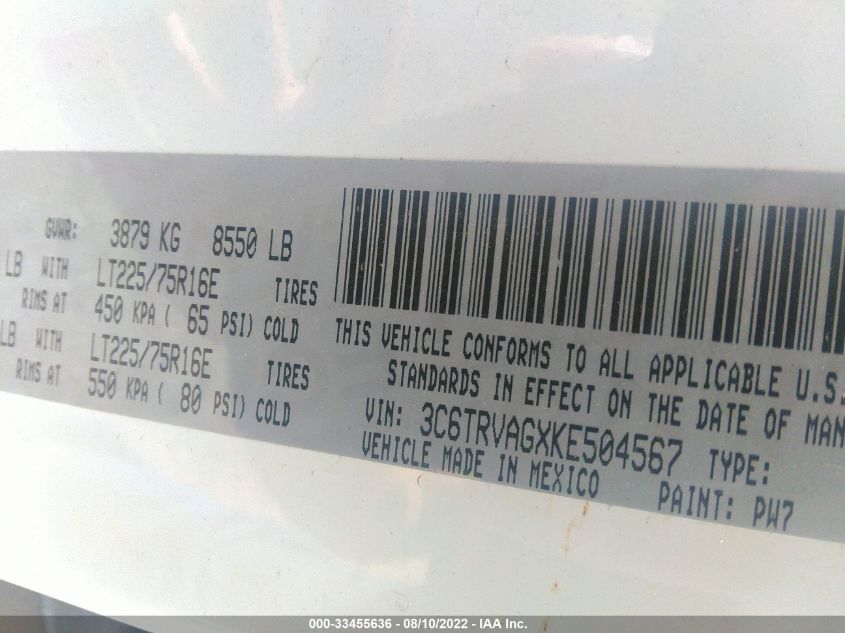 GVWR: 3879 KG 8550 LB
LB WITH LT225/75R16E TIRES
RIMS AT 450 KPA ( 65 PSI) COLD
LB WITH LT225/75R16E TIRES
RIMS AT 550 KPA ( 80 PSI) COLD
THIS VEHICLE CONFORMS TO ALL APPLICABLE U.S.
STANDARDS IN EFFECT ON THE DATE OF MAN
VIN: 3C6TRVAGXKE504567 TYPE:
VEHICLE MADE IN MEXICO PAINT: PW7
000-33455636 - 08/10/2022 - IAA Inc.